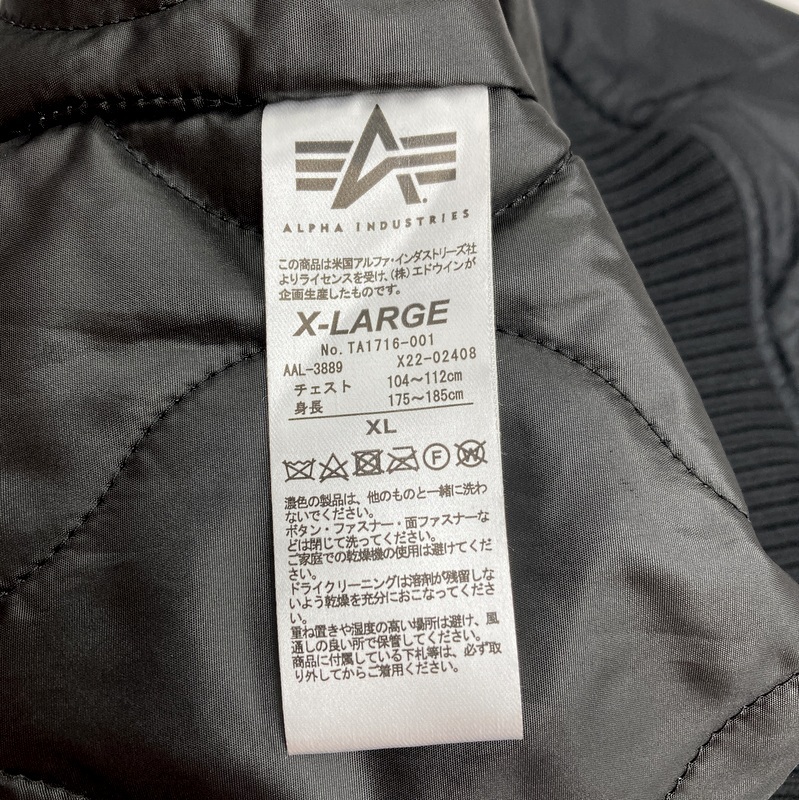 ALPHA INDUSTRIES
この商品は米国アルファ・インダストリーズ社
よりライセンスを受け、(株)エドウインが
企画生産したものです。
X-LARGE
No.TA1716-001
AAL-3889 X22-02408
チェスト 104～112cm
身長 175～185cm
XL
F W
濃色の製品は、他のものと一緒に洗わ
ないでください。
ボタン・ファスナー・面ファスナーな
どは閉じて洗ってください。
ご家庭での乾燥機の使用は避けてくだ
さい。
ドライクリーニングは溶剤が残留しな
いよう乾燥を充分におこなってくださ
い。
重ね置きや湿度の高い場所は避け、風
通しの良い所で保管してください。
商品に付属している下札等は、必ず取
り外してからご着用ください。